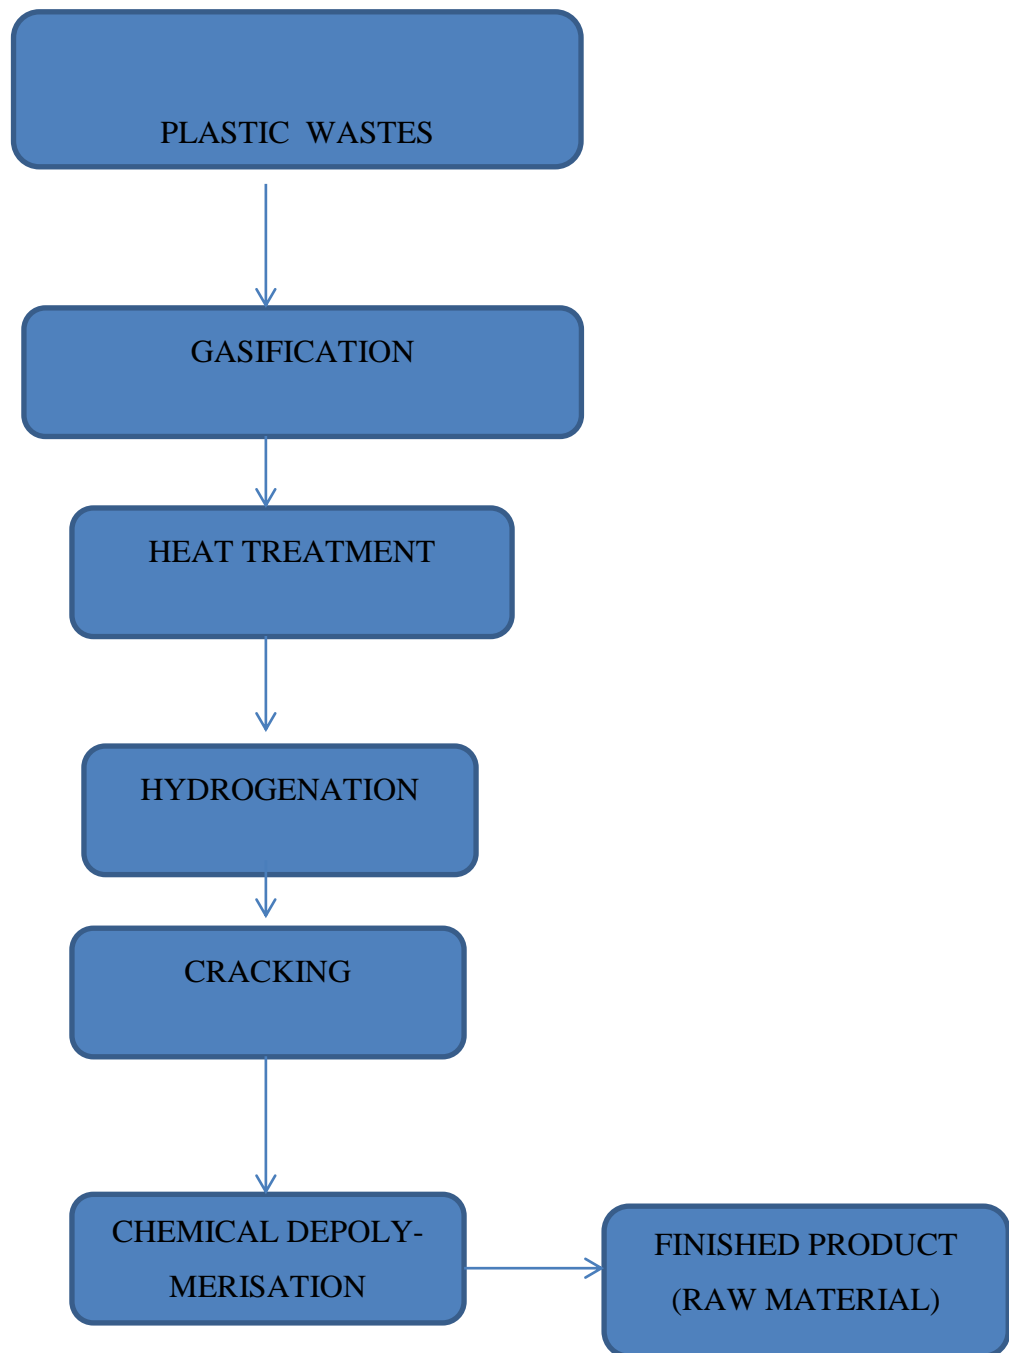 PLASTIC WASTES
GASIFICATION
HEAT TREATMENT
HYDROGENATION
CRACKING
CHEMICAL DEPOLY-
MERISATION
FINISHED PRODUCT
(RAW MATERIAL)